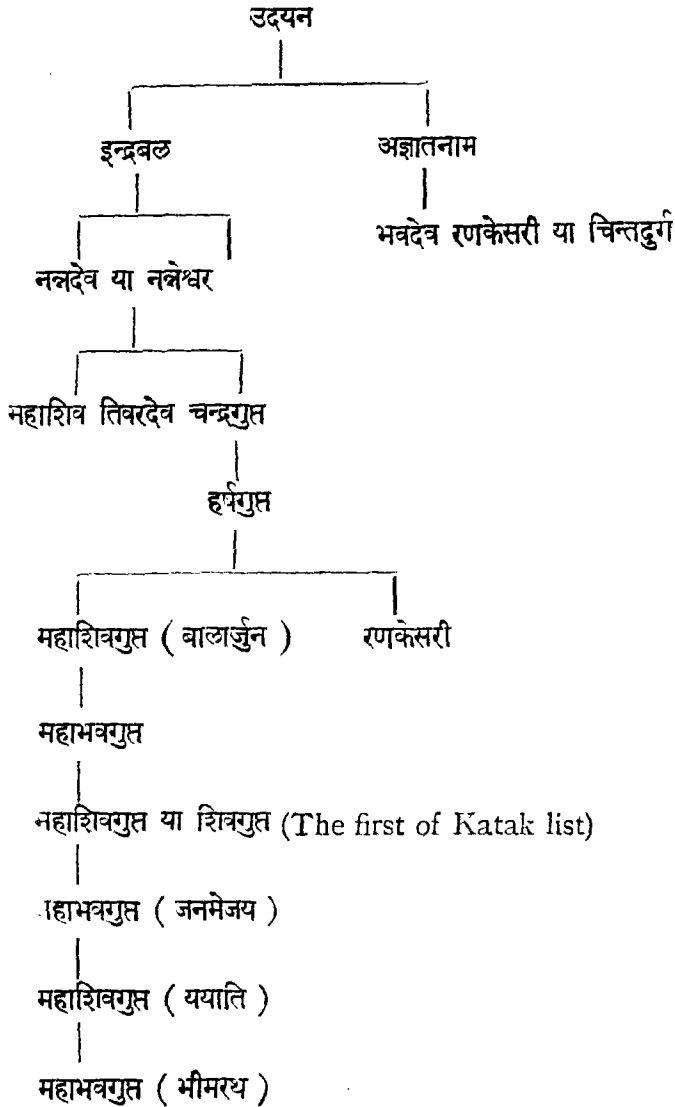 उदयन
इन्द्रबल अज्ञातनाम
भवदेव रणकेसरी या चिन्तदुर्ग
नन्नदेव या नन्नेश्वर
महाशिव तिवरदेव चन्द्रगुप्त
हर्षगुप्त
महाशिवगुप्त ( बालार्जुन ) रणकेसरी
महाभवगुप्त
महाशिवगुप्त या शिवगुप्त (The first of Katak list)
महाभवगुप्त ( जनमेजय )
महाशिवगुप्त ( ययाति )
महाभवगुप्त ( भीमरथ )